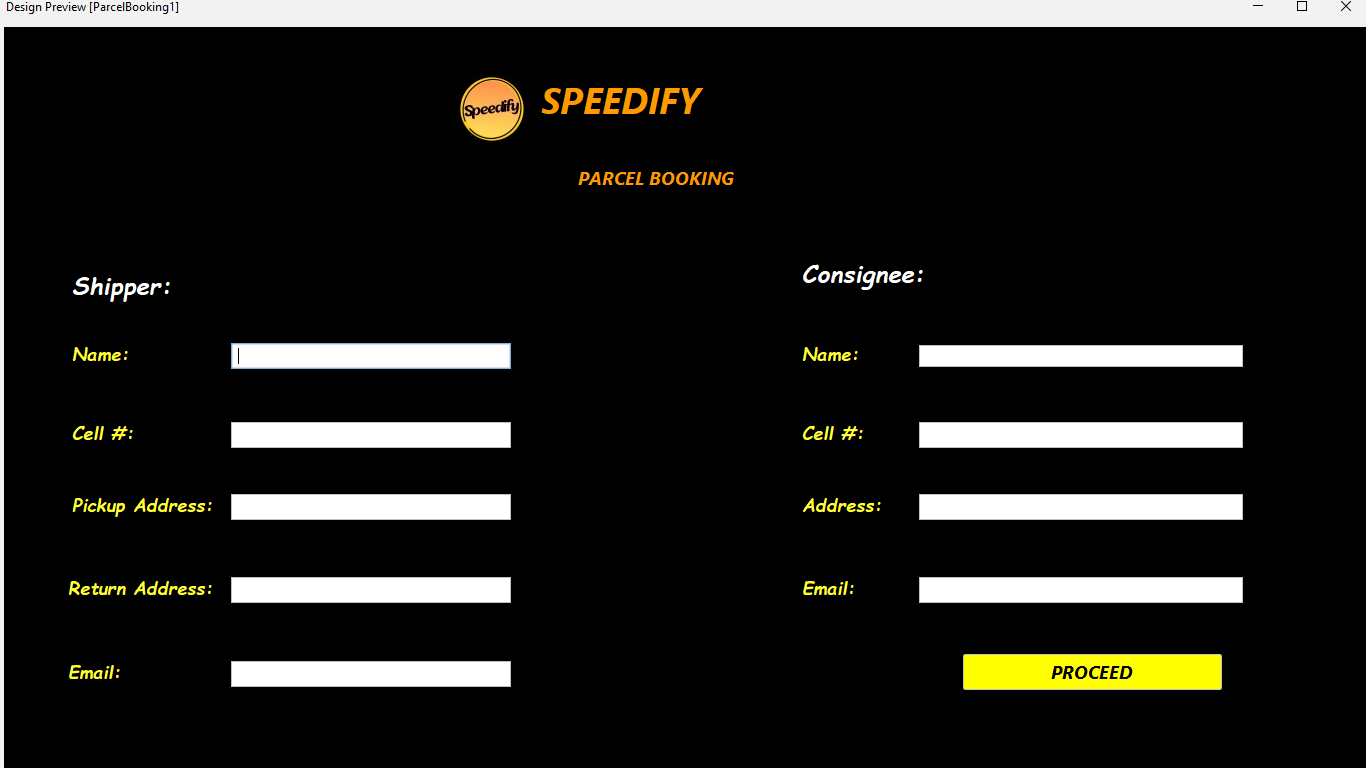 Design Preview [ParcelBooking1]
Speedify
SPEEDIFY
PARCEL BOOKING
Shipper:
Name:
Cell #:
Pickup Address:
Return Address:
Email:
Consignee:
Name:
Cell #:
Address:
Email:
PROCEED